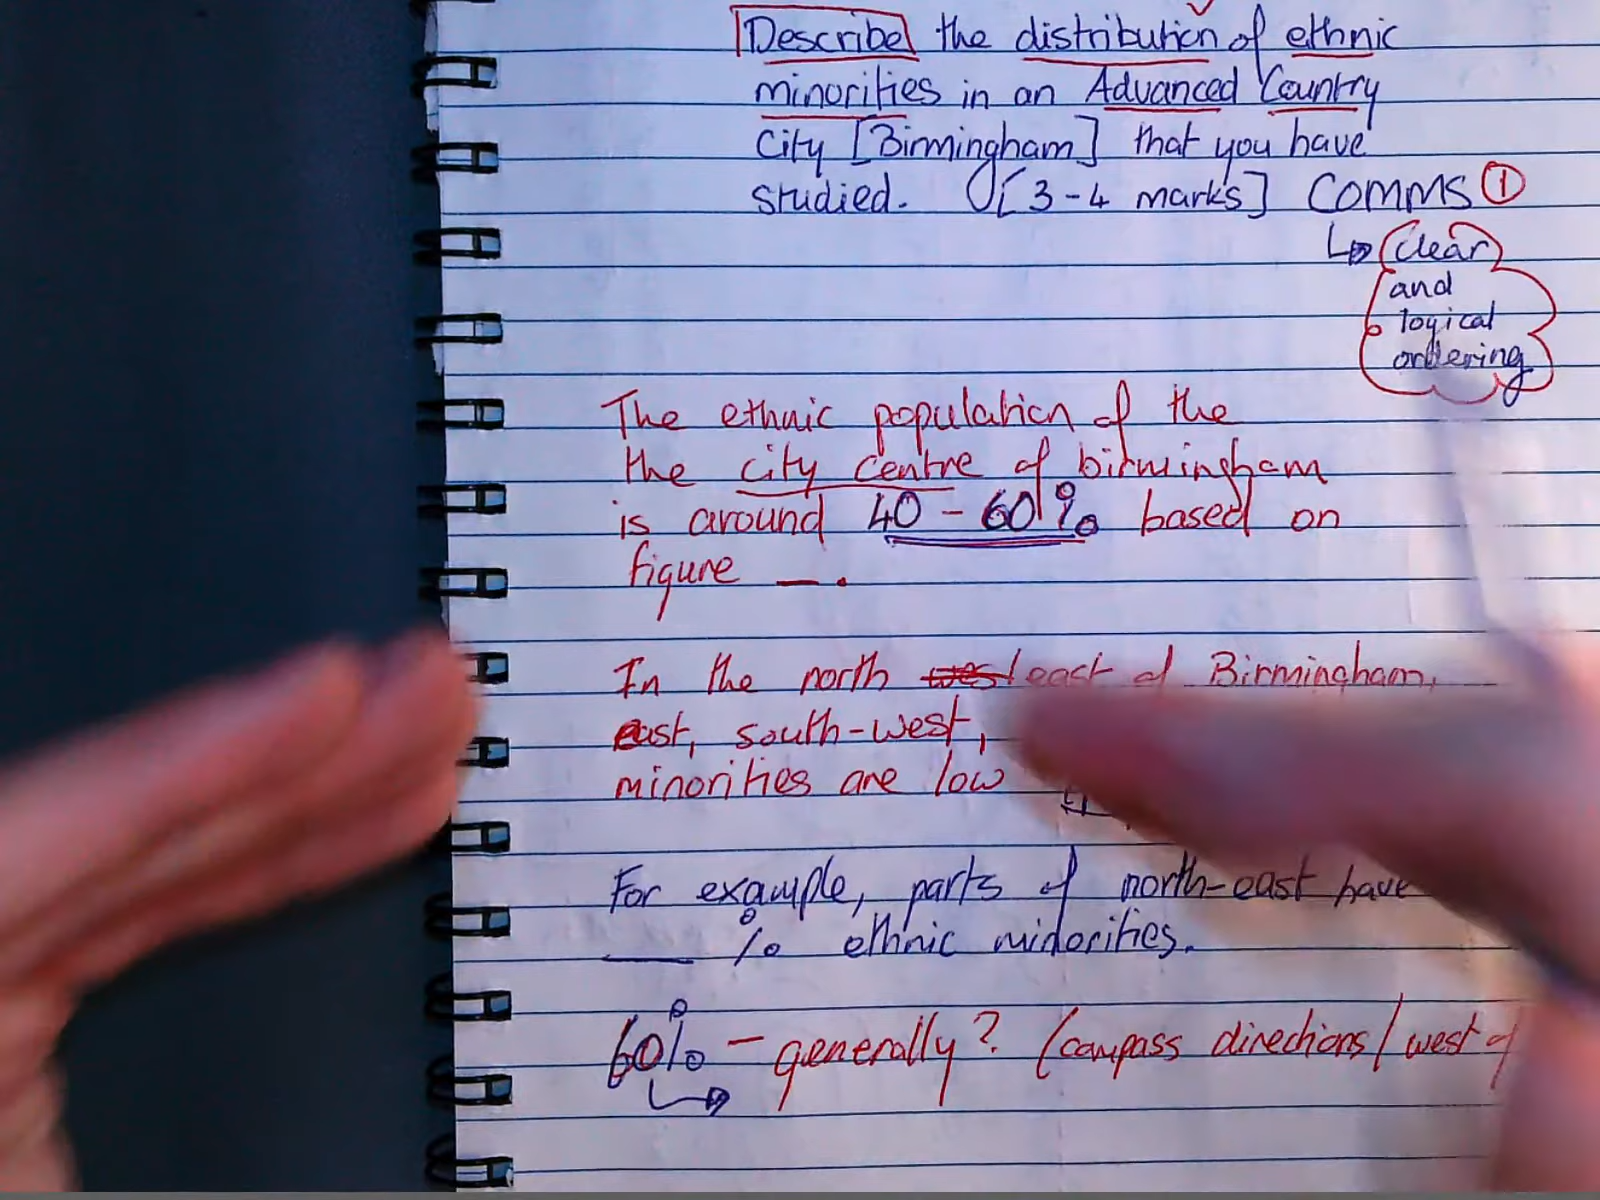 Describe the distribution of ethnic
minorities in an Advanced Country
City [Birmingham] that you have
studied. [3-4 marks] COMMS ①
↳ clear
and
logical
ordering
The ethnic population of the
the city centre of birmingham
is around 40-60% based on
figure _.
In the north west east of Birmingham,
east, south-west,
minorities are low
For example, parts of north-east have
___ % ethnic minorities.
60% - generally? (compass directions/west of